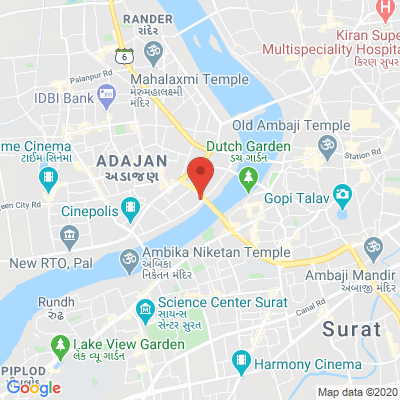 RANDER
રાંદેર
Kiran Supe
Multispeciality Hospita
કિરણ સુપર
Palanpur Rd
6
Mahalaxmi Temple
મહાલક્ષ્મી
મંદિર
IDBI Bank
Old Ambaji Temple
me Cinema
ટાઈમ સિનેમા
Dutch Garden
ડચ ગાર્ડન
Station Rd
ADAJAN
અડાજણ
Green City Rd
Cinepolis
Gopi Talav
New RTO, Pal
Ambika Niketan Temple
અંબિકા
નિકેતન મંદિર
Ambaji Mandir
અંબાજી મંદિર
Rundh
રુઢ
Science Center Surat
સાયન્સ
સેન્ટર સુરત
Canal Rd
Surat
Lake View Garden
લેક વ્યૂ ગાર્ડન
PIPLOD
Harmony Cinema
Google
Map data ©2020